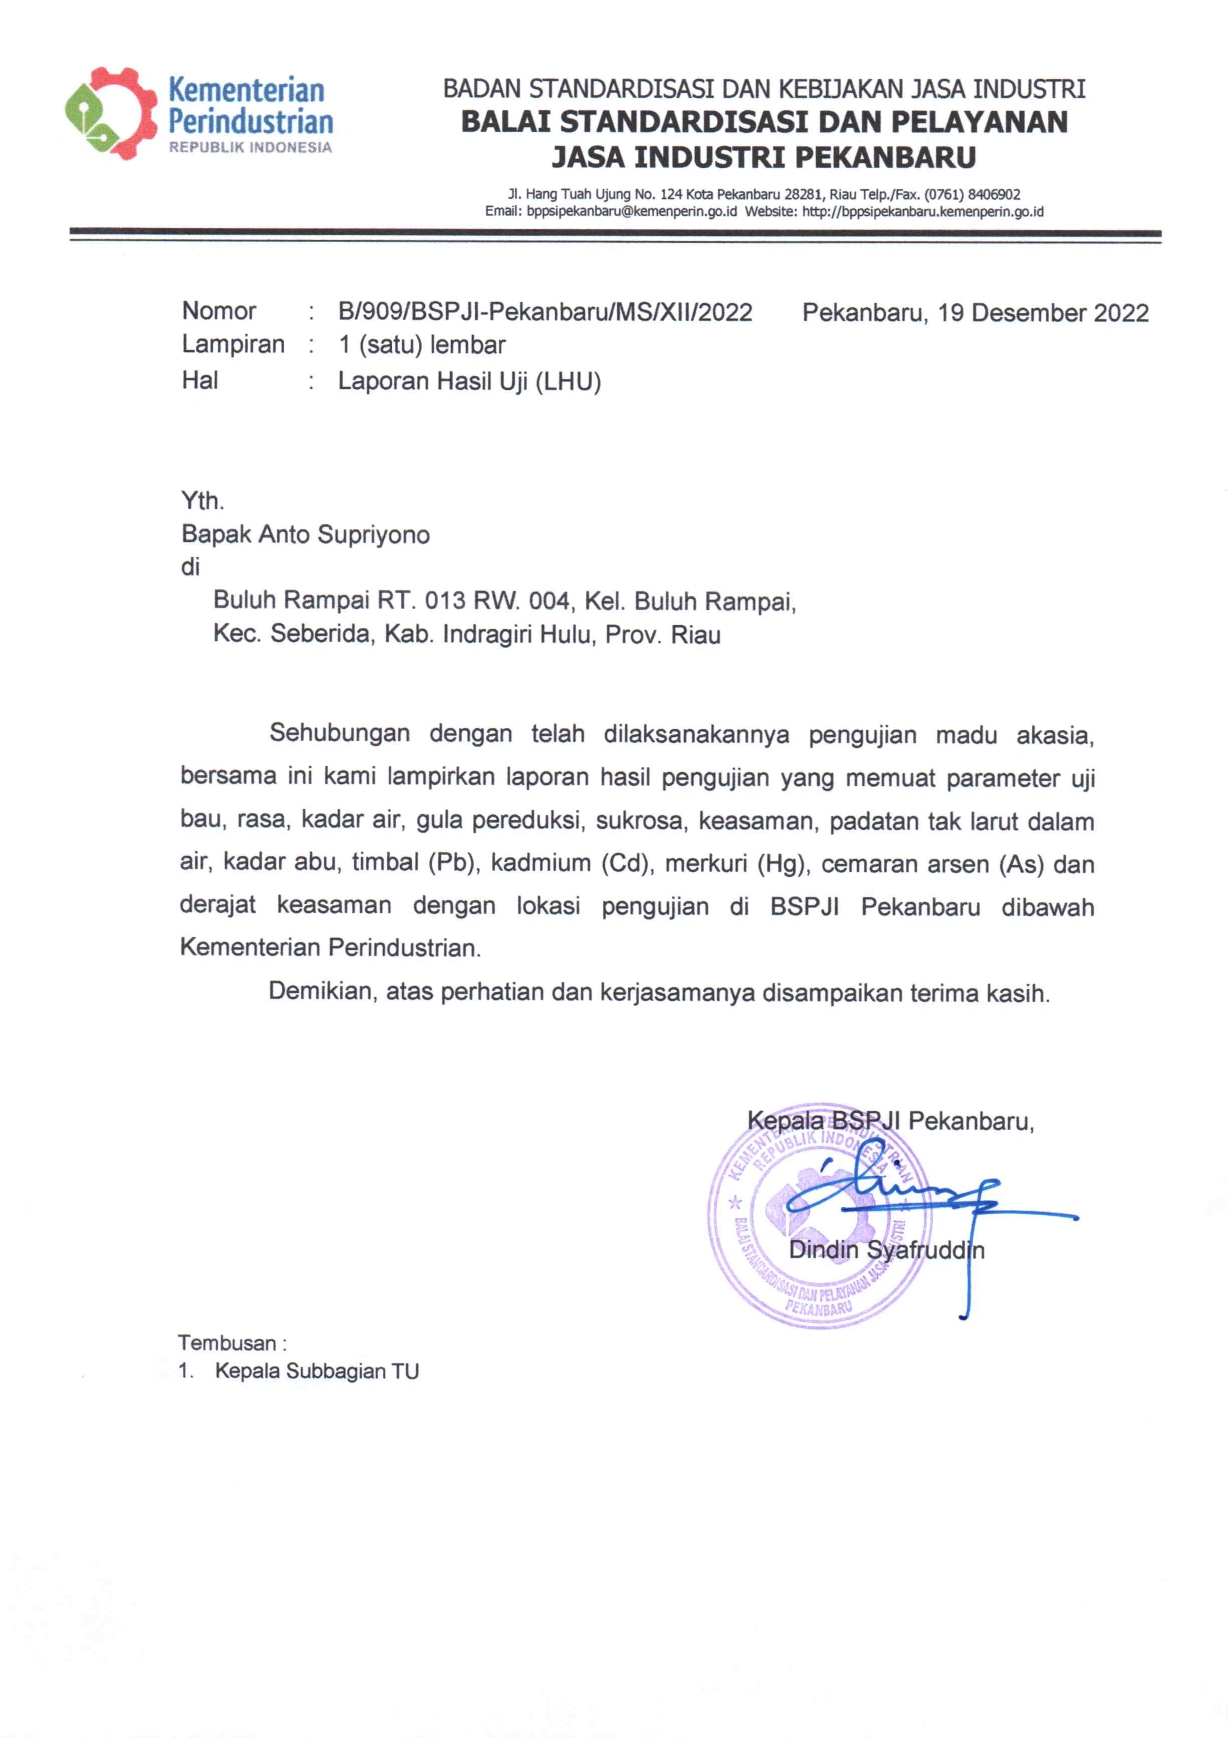 Kementerian
Perindustrian
REPUBLIK INDONESIA
BADAN STANDARDISASI DAN KEBIJAKAN JASA INDUSTRI
BALAI STANDARDISASI DAN PELAYANAN
JASA INDUSTRI PEKANBARU
Jl. Hang Tuah Ujung No. 124 Kota Pekanbaru 28281, Riau Telp./Fax. (0761) 8406902
Email: bppsipekanbaru@kemenperin.go.id Website: http://bppsipekanbaru.kemenperin.go.id
Nomor : B/909/BSPJI-Pekanbaru/MS/XII/2022 Pekanbaru, 19 Desember 2022
Lampiran : 1 (satu) lembar
Hal : Laporan Hasil Uji (LHU)
Yth.
Bapak Anto Supriyono
di
Buluh Rampai RT. 013 RW. 004, Kel. Buluh Rampai,
Kec. Seberida, Kab. Indragiri Hulu, Prov. Riau
Sehubungan dengan telah dilaksanakannya pengujian madu akasia,
bersama ini kami lampirkan laporan hasil pengujian yang memuat parameter uji
bau, rasa, kadar air, gula pereduksi, sukrosa, keasaman, padatan tak larut dalam
air, kadar abu, timbal (Pb), kadmium (Cd), merkuri (Hg), cemaran arsen (As) dan
derajat keasaman dengan lokasi pengujian di BSPJI Pekanbaru dibawah
Kementerian Perindustrian.
Demikian, atas perhatian dan kerjasamanya disampaikan terima kasih.
Kepala BSPJI Pekanbaru,
KEMENTERIAN PERINDUSTRIAN
REPUBLIK INDONESIA
BALAI STANDARDISASI DAN PELAYANAN JASA INDUSTRI
PEKANBARU
Dindin Syafruddin
Tembusan :
1. Kepala Subbagian TU